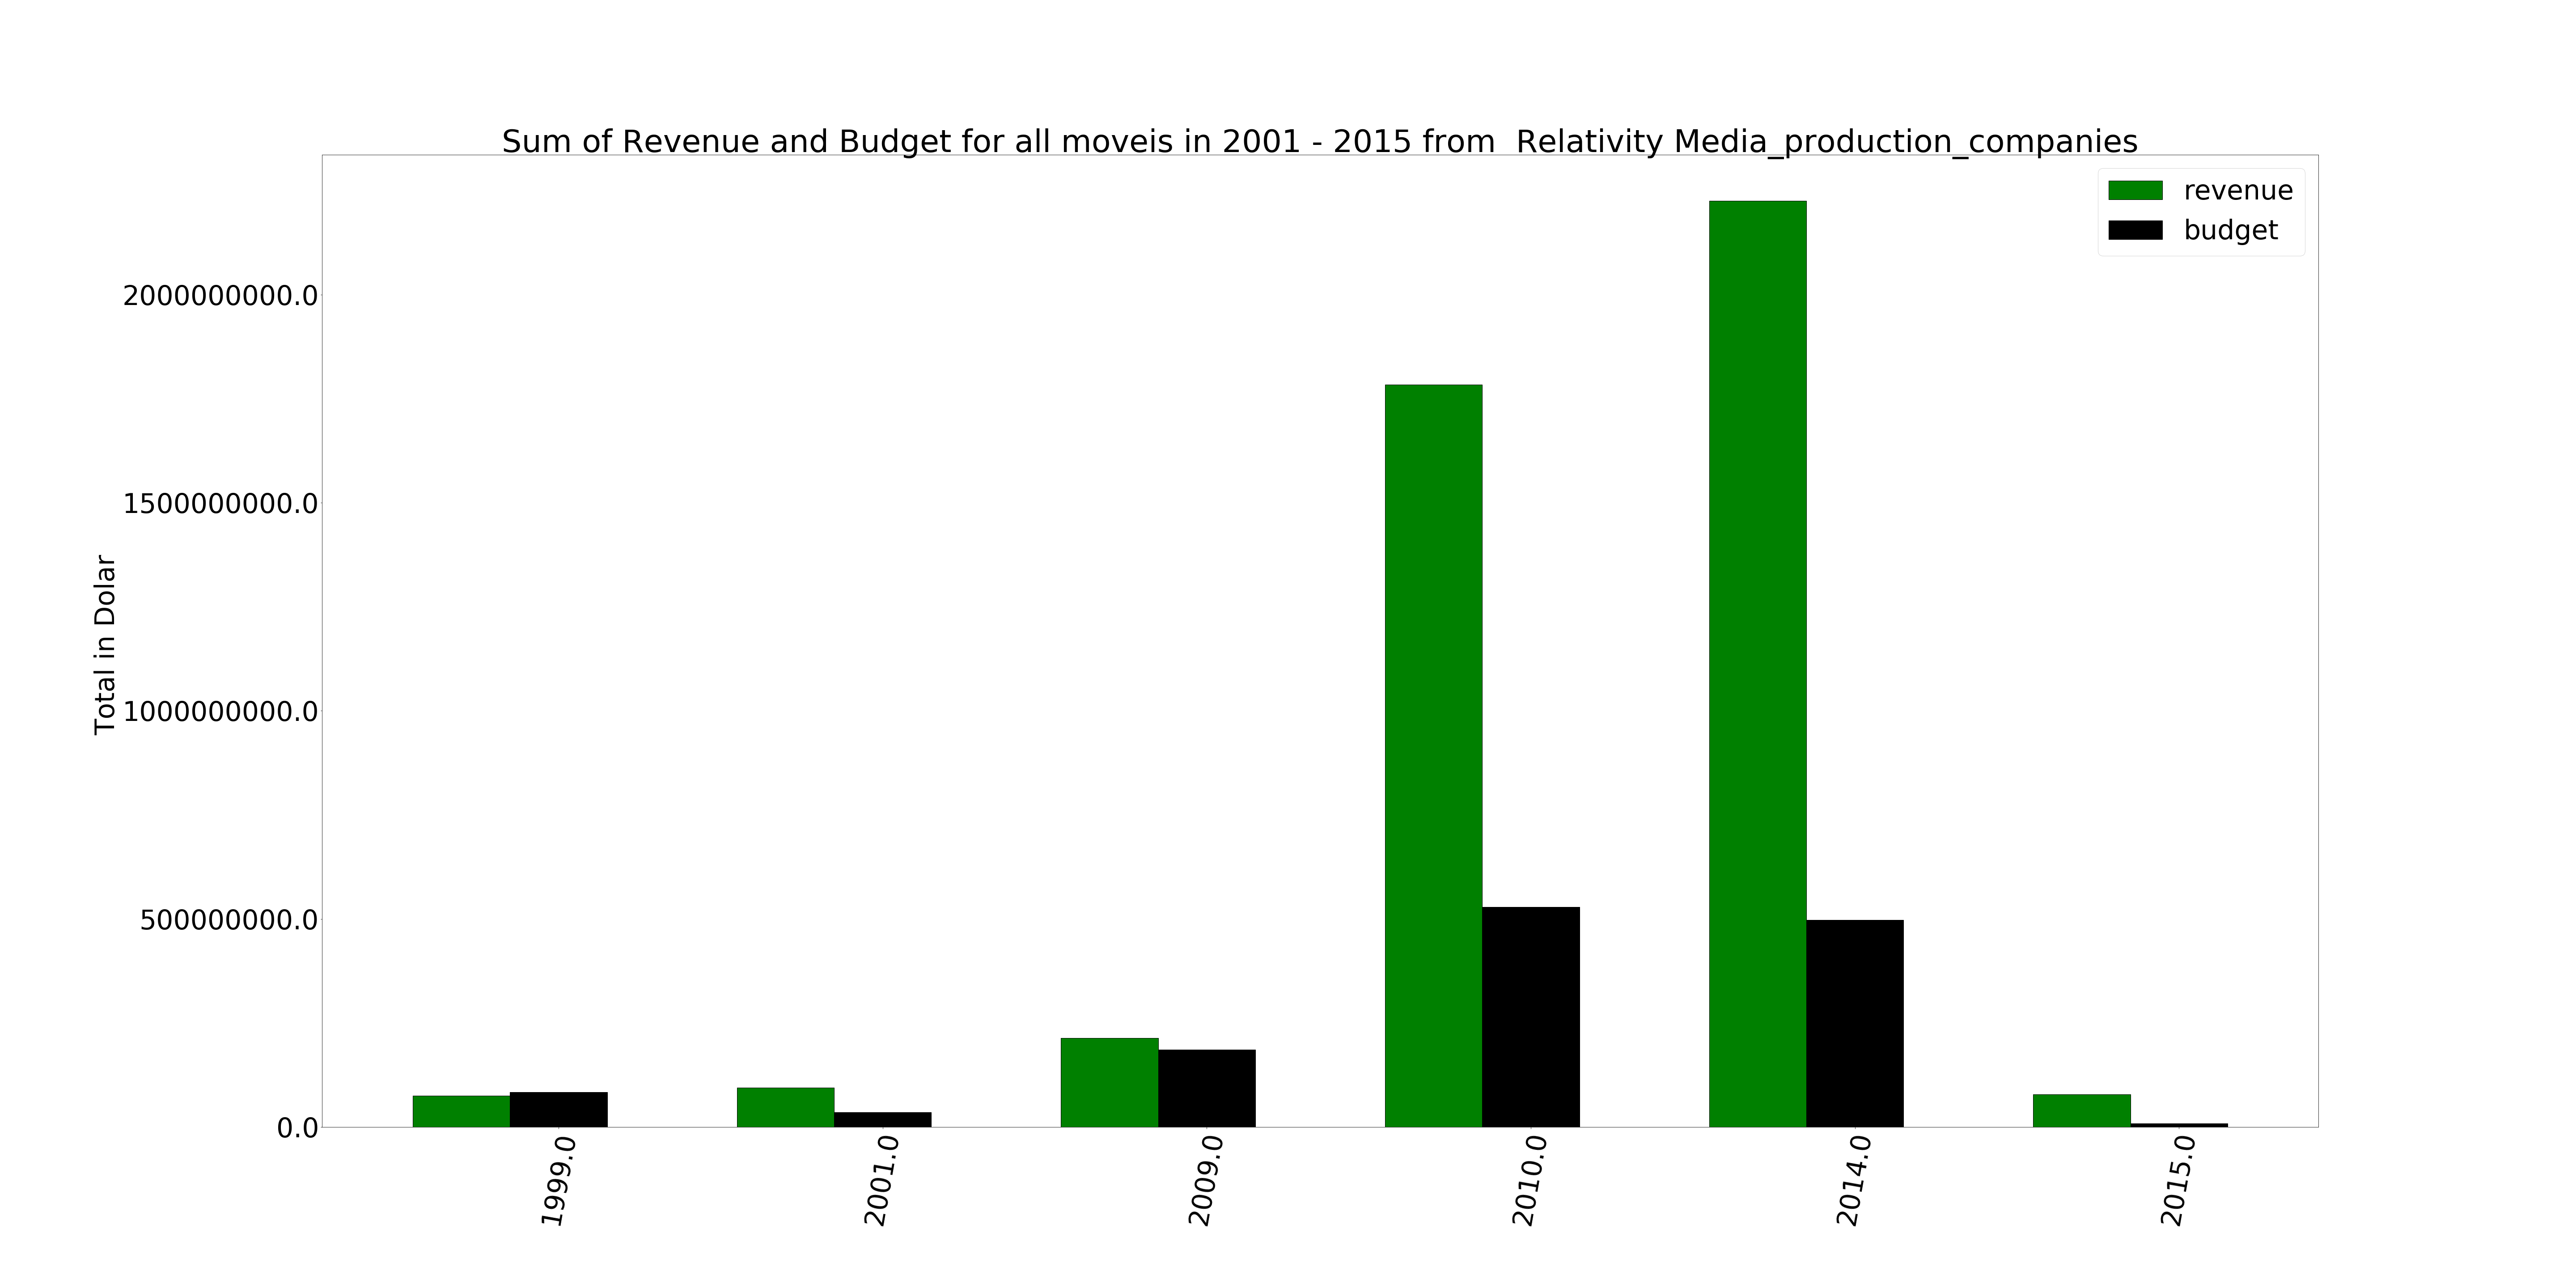 Sum of Revenue and Budget for all moveis in 2001 - 2015 from  Relativity Media_production_companies
revenue
budget
Total in Dolar
2000000000.0
1500000000.0
1000000000.0
500000000.0
0.0
1999.0
2001.0
2009.0
2010.0
2014.0
2015.0